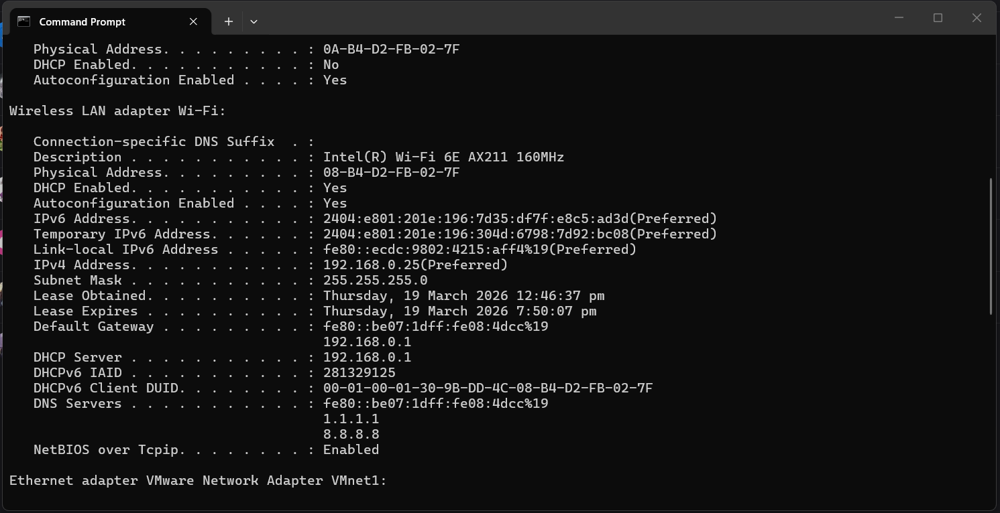 Command Prompt
Physical Address. . . . . . . . . : 0A-B4-D2-FB-02-7F
DHCP Enabled. . . . . . . . . . . : No
Autoconfiguration Enabled . . . . : Yes
Wireless LAN adapter Wi-Fi:
Connection-specific DNS Suffix  . :
Description . . . . . . . . . . . : Intel(R) Wi-Fi 6E AX211 160MHz
Physical Address. . . . . . . . . : 08-B4-D2-FB-02-7F
DHCP Enabled. . . . . . . . . . . : Yes
Autoconfiguration Enabled . . . . : Yes
IPv6 Address. . . . . . . . . . . : 2404:e801:201e:196:7d35:df7f:e8c5:ad3d(Preferred)
Temporary IPv6 Address. . . . . . : 2404:e801:201e:196:304d:6798:7d92:bc08(Preferred)
Link-local IPv6 Address . . . . . : fe80::ecdc:9802:4215:aff4%19(Preferred)
IPv4 Address. . . . . . . . . . . : 192.168.0.25(Preferred)
Subnet Mask . . . . . . . . . . . : 255.255.255.0
Lease Obtained. . . . . . . . . . : Thursday, 19 March 2026 12:46:37 pm
Lease Expires . . . . . . . . . . : Thursday, 19 March 2026 7:50:07 pm
Default Gateway . . . . . . . . . : fe80::be07:1dff:fe08:4dcc%19
192.168.0.1
DHCP Server . . . . . . . . . . . : 192.168.0.1
DHCPv6 IAID . . . . . . . . . . . : 281329125
DHCPv6 Client DUID. . . . . . . . : 00-01-00-01-30-9B-DD-4C-08-B4-D2-FB-02-7F
DNS Servers . . . . . . . . . . . : fe80::be07:1dff:fe08:4dcc%19
1.1.1.1
8.8.8.8
NetBIOS over Tcpip. . . . . . . . : Enabled
Ethernet adapter VMware Network Adapter VMnet1: